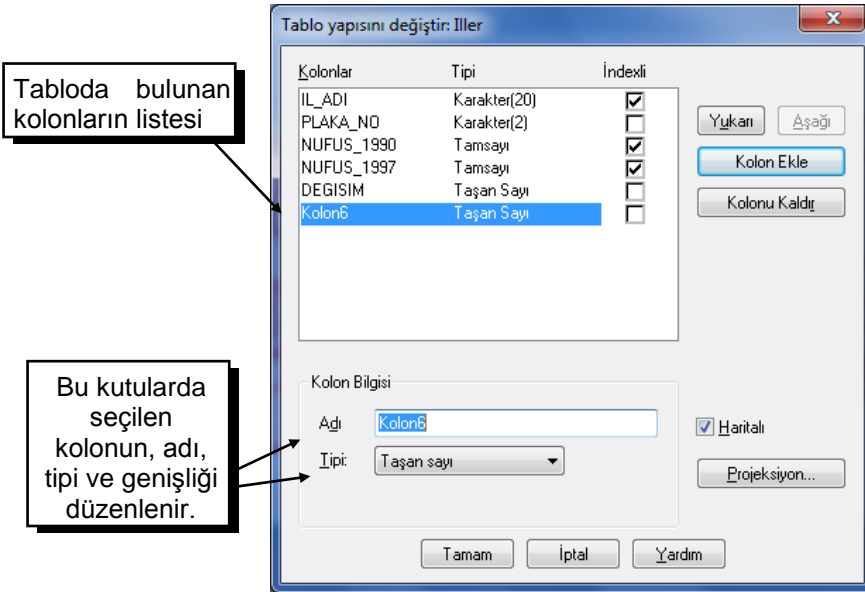 Tablo yapısını değiştir: Iller
Tabloda bulunan
kolonların listesi
Kolonlar Tipi İndexli
IL_ADI Karakter(20)
PLAKA_NO Karakter(2)
NUFUS_1990 Tamsayı
NUFUS_1997 Tamsayı
DEGISIM Taşan Sayı
Kolon6 Taşan Sayı
Yukarı Aşağı
Kolon Ekle
Kolonu Kaldır
Bu kutularda
seçilen
kolonun, adı,
tipi ve genişliği
düzenlenir.
Kolon Bilgisi
Adı Kolon6
Tipi: Taşan sayı
Haritalı
Projeksiyon...
Tamam İptal Yardım